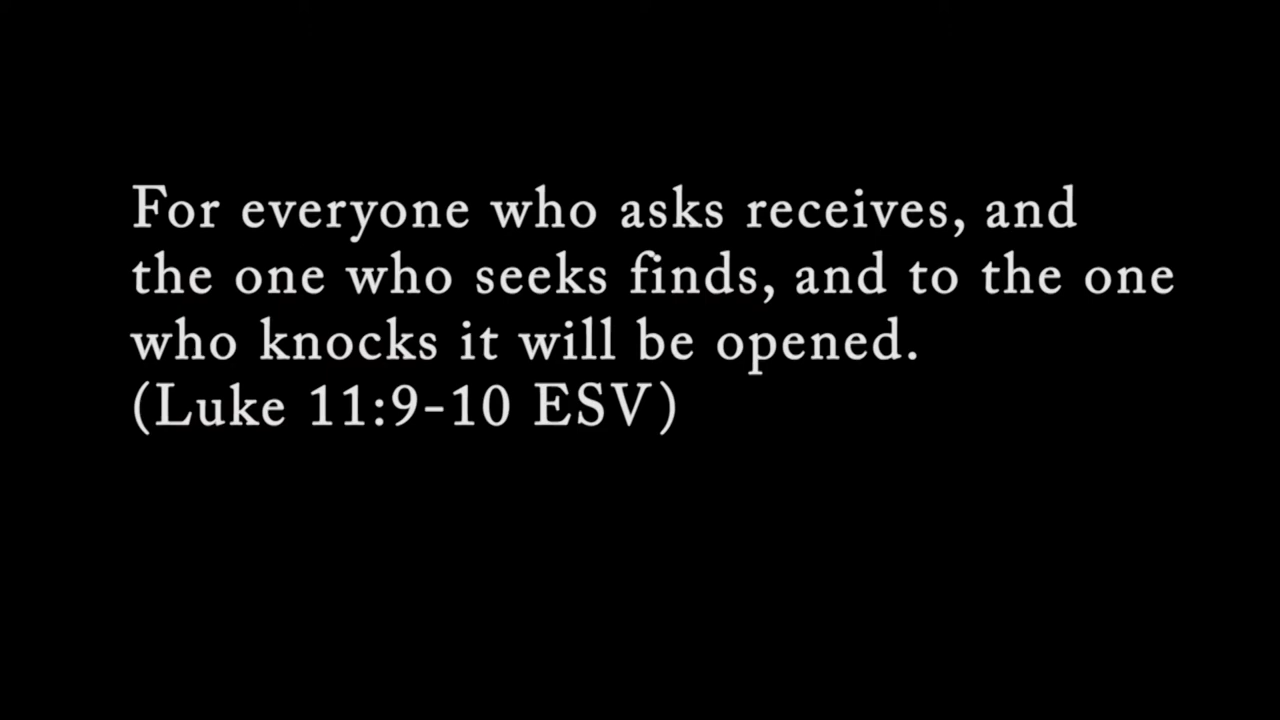 For everyone who asks receives, and
the one who seeks finds, and to the one
who knocks it will be opened.
(Luke 11:9-10 ESV)